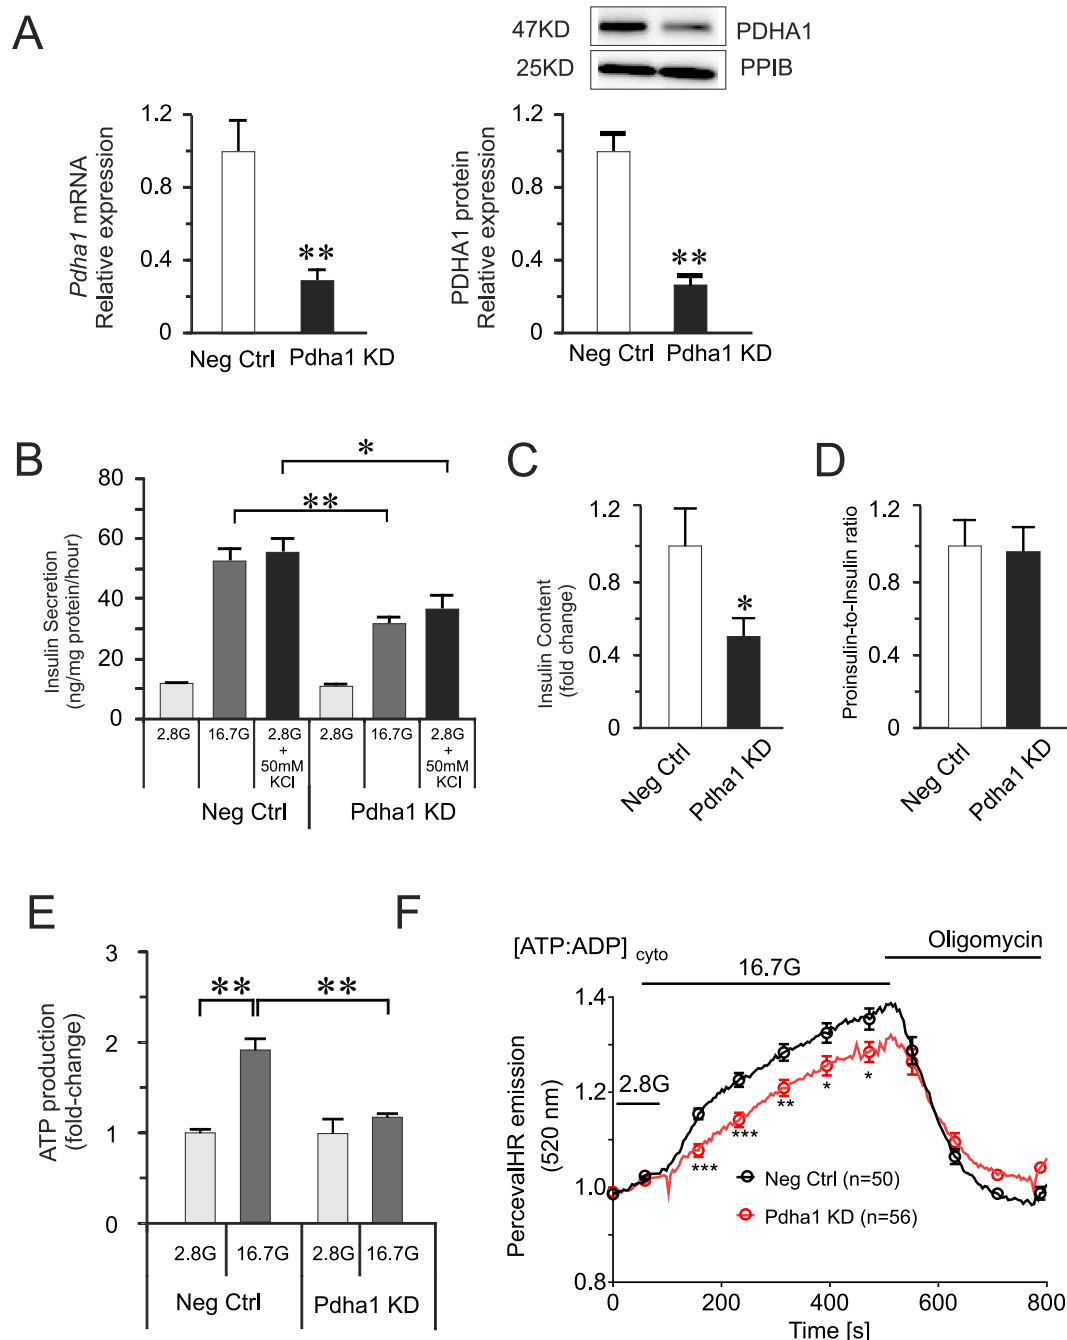 A
47KD
PDHA1
25KD
PPIB
Pdha1 mRNA
Relative expression
1.2
0.8
0.4
0
**
Neg Ctrl
Pdha1 KD
PDHA1 protein
Relative expression
1.2
0.8
0.4
0
**
Neg Ctrl
Pdha1 KD
B
Insulin Secretion
(ng/mg protein/hour)
80
60
40
20
0
**
*
2.8G
16.7G
2.8G
+
50mM
KCl
2.8G
16.7G
2.8G
+
50mM
KCl
Neg Ctrl
Pdha1 KD
C
Insulin Content
(fold change)
1.2
0.8
0.4
0
*
Neg Ctrl
Pdha1 KD
D
Proinsulin-to-Insulin ratio
1.2
0.8
0.4
0
Neg Ctrl
Pdha1 KD
E
ATP production
(fold-change)
3
2
1
0
**
**
2.8G
16.7G
2.8G
16.7G
Neg Ctrl
Pdha1 KD
F
[ATP:ADP] cyto
Oligomycin
16.7G
2.8G
PercevalHR emission
(520 nm)
1.4
1.2
1.0
0.8
***
***
**
*
*
Neg Ctrl (n=50)
Pdha1 KD (n=56)
0
200
400
600
800
Time [s]